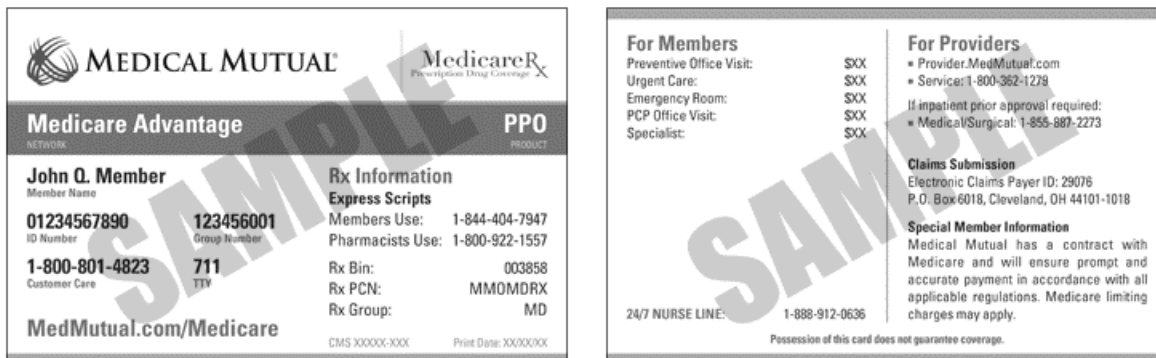 MEDICAL MUTUAL®
MedicareRx
Prescription Drug Coverage
Medicare Advantage PPO
NETWORK PRODUCT
John Q. Member
Member Name
01234567890 123456001
ID Number Group Number
1-800-801-4823 711
Customer Care TTY
MedMutual.com/Medicare
Rx Information
Express Scripts
Members Use: 1-844-404-7947
Pharmacists Use: 1-800-922-1557
Rx Bin: 003858
Rx PCN: MMOMDRX
Rx Group: MD
CMS XXXXX-XXX Print Date: XX/XX/XX
SAMPLE
For Members
Preventive Office Visit: $XX
Urgent Care: $XX
Emergency Room: $XX
PCP Office Visit: $XX
Specialist: $XX
24/7 NURSE LINE: 1-888-912-0636
For Providers
▪ Provider.MedMutual.com
▪ Service: 1-800-362-1279
If inpatient prior approval required:
▪ Medical/Surgical: 1-855-887-2273
Claims Submission
Electronic Claims Payer ID: 29076
P.O. Box 6018, Cleveland, OH 44101-1018
Special Member Information
Medical Mutual has a contract with
Medicare and will ensure prompt and
accurate payment in accordance with all
applicable regulations. Medicare limiting
charges may apply.
Possession of this card does not guarantee coverage.
SAMPLE